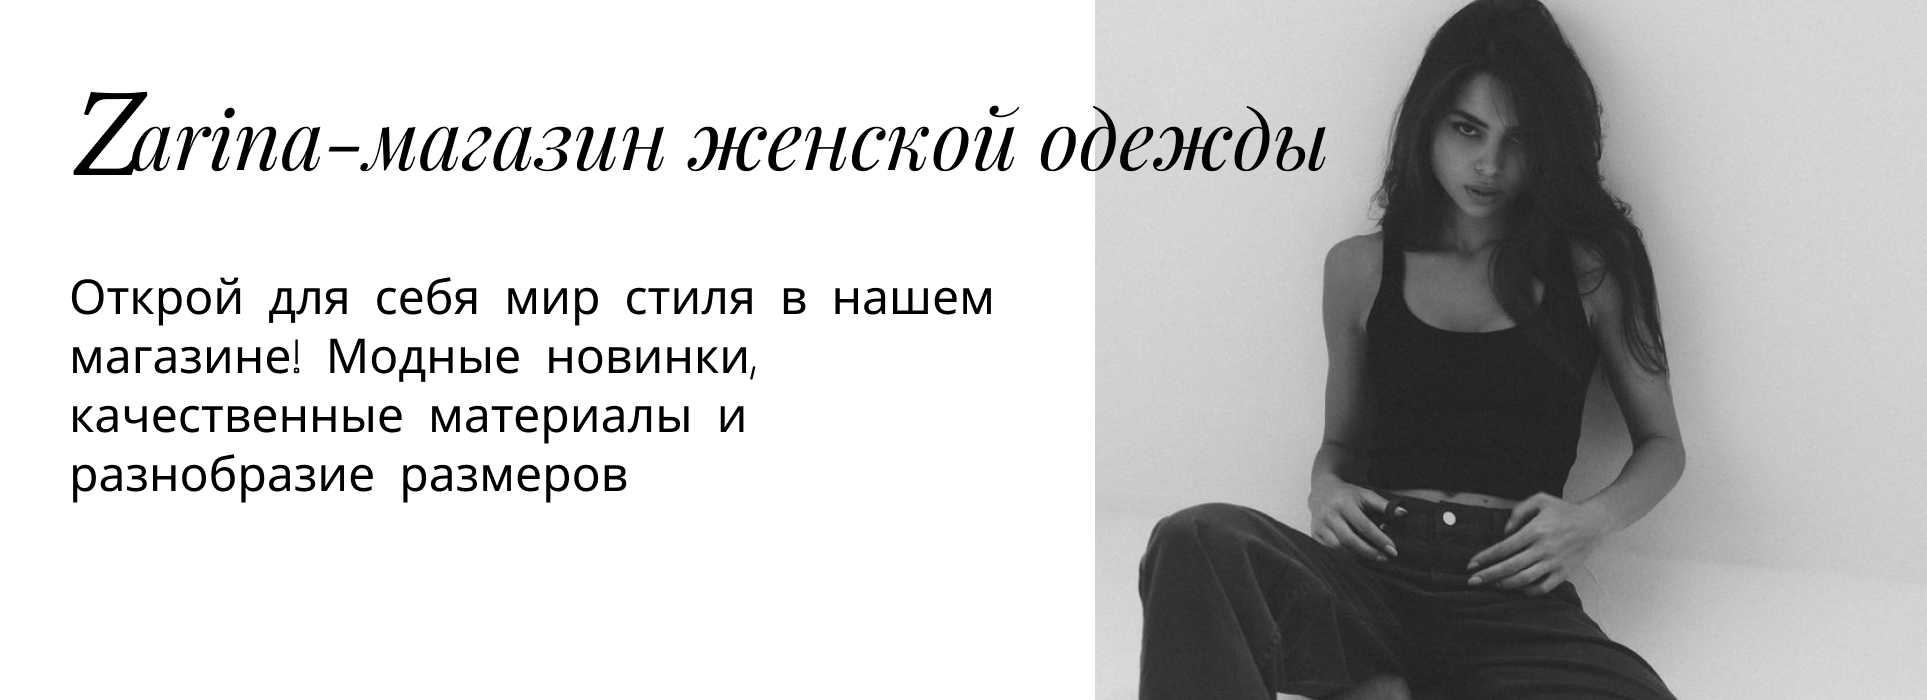 Zarina-магазин женской одежды
Открой для себя мир стиля в нашем
магазине! Модные новинки,
качественные материалы и
разнобразие размеров